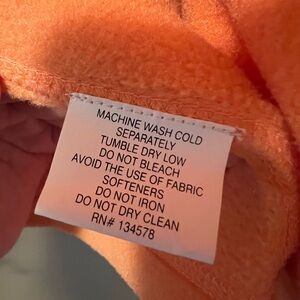 MACHINE WASH COLD
SEPARATELY
TUMBLE DRY LOW
DO NOT BLEACH
AVOID THE USE OF FABRIC
SOFTENERS
DO NOT IRON
DO NOT DRY CLEAN
RN# 134578